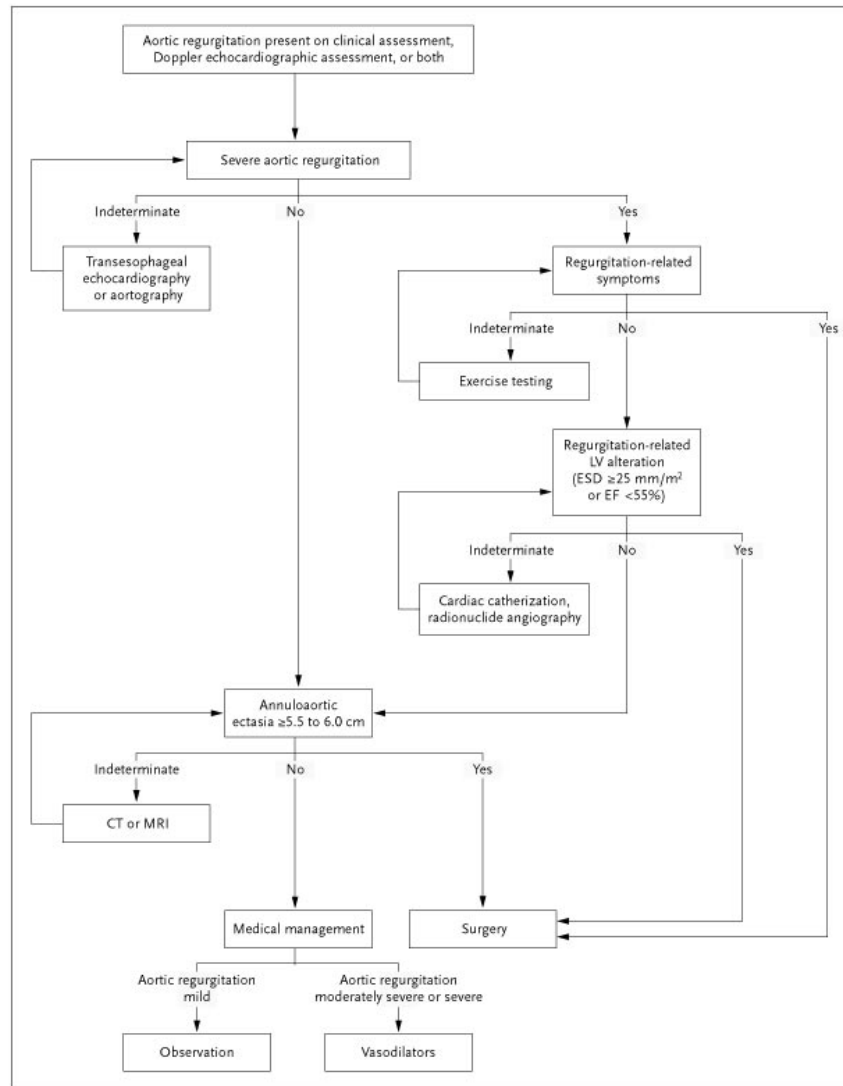 Aortic regurgitation present on clinical assessment,
Doppler echocardiographic assessment, or both
Severe aortic regurgitation
Indeterminate
No
Yes
Transesophageal
echocardiography
or aortography
Regurgitation-related
symptoms
Indeterminate
No
Yes
Exercise testing
Regurgitation-related
LV alteration
(ESD ≥25 mm/m²
or EF <55%)
Indeterminate
No
Yes
Cardiac catherization,
radionuclide angiography
Annuloaortic
ectasia ≥5.5 to 6.0 cm
Indeterminate
No
Yes
CT or MRI
Medical management
Surgery
Aortic regurgitation
mild
Aortic regurgitation
moderately severe or severe
Observation
Vasodilators